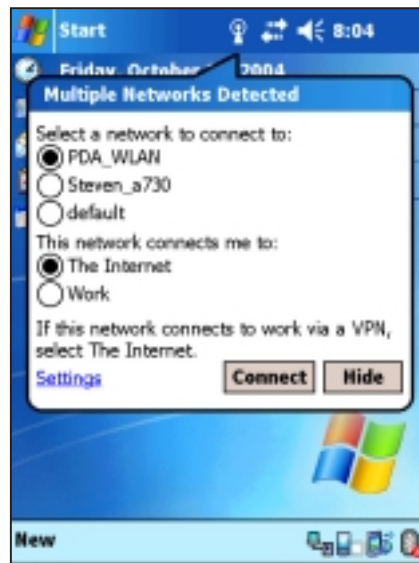 Start 8:04
Friday, October 2004
Multiple Networks Detected
Select a network to connect to:
PDA_WLAN
Steven_a730
default
This network connects me to:
The Internet
Work
If this network connects to work via a VPN,
select The Internet.
Settings Connect Hide
New